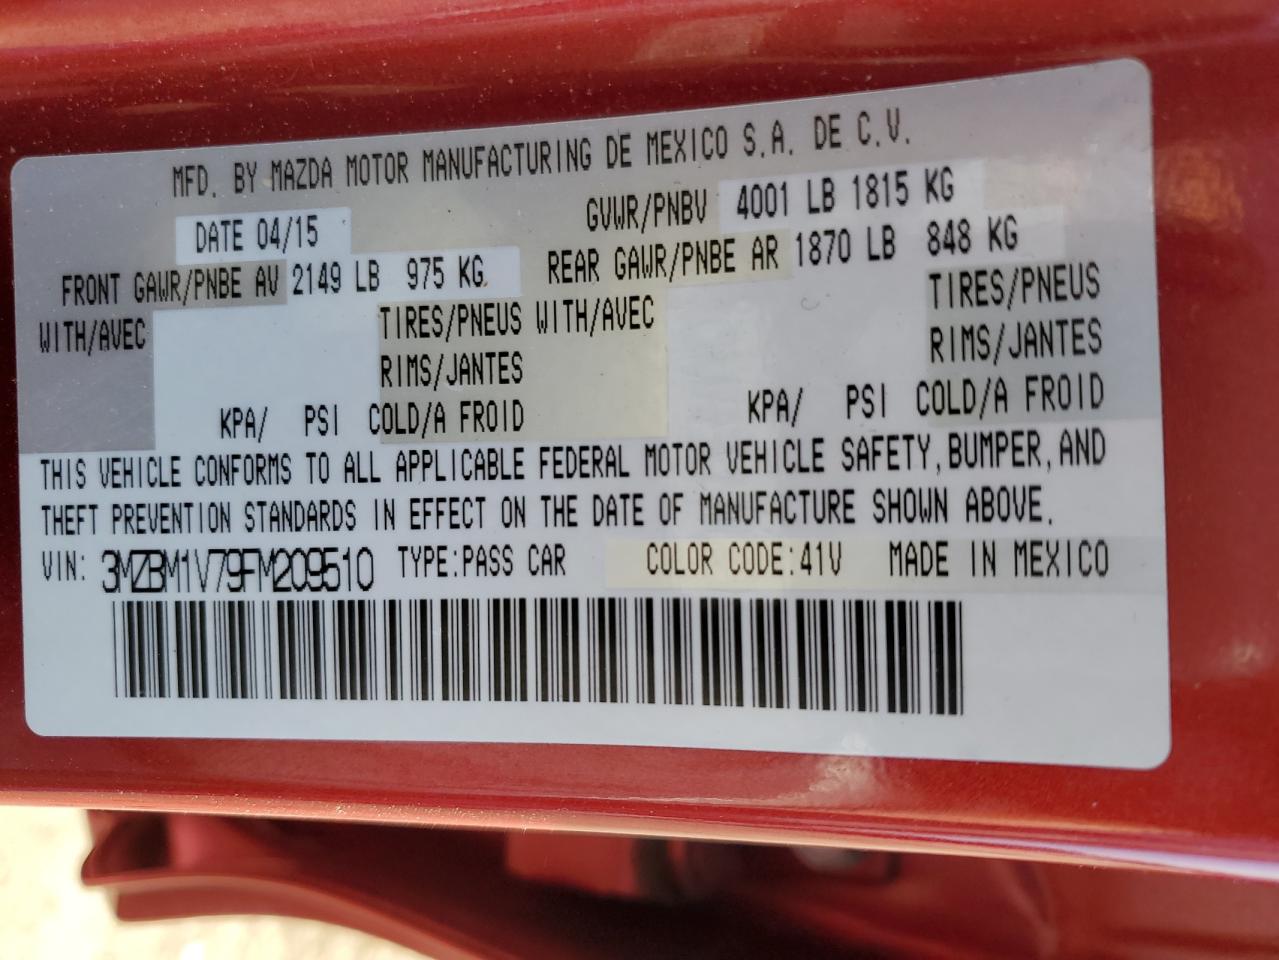 MFD. BY MAZDA MOTOR MANUFACTURING DE MEXICO S.A. DE C.V.
DATE 04/15 GVWR/PNBV 4001 LB 1815 KG
FRONT GAWR/PNBE AV 2149 LB 975 KG REAR GAWR/PNBE AR 1870 LB 848 KG
WITH/AVEC TIRES/PNEUS WITH/AVEC TIRES/PNEUS
RIMS/JANTES RIMS/JANTES
KPA/ PSI COLD/A FROID KPA/ PSI COLD/A FROID
THIS VEHICLE CONFORMS TO ALL APPLICABLE FEDERAL MOTOR VEHICLE SAFETY, BUMPER, AND
THEFT PREVENTION STANDARDS IN EFFECT ON THE DATE OF MANUFACTURE SHOWN ABOVE.
VIN: 3MZBM1V79FM209510 TYPE:PASS CAR COLOR CODE:41V MADE IN MEXICO